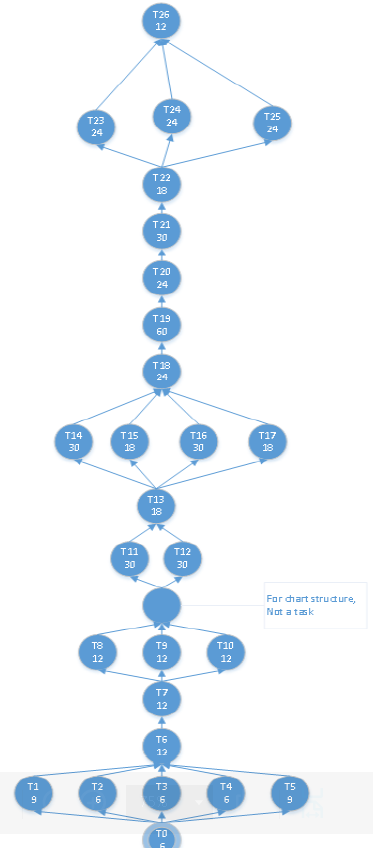 T26
12
T24
24
T23
24
T25
24
T22
18
T21
30
T20
24
T19
60
T18
24
T14
30
T15
18
T16
30
T17
18
T13
18
T11
30
T12
30
For chart structure,
Not a task
T8
12
T9
12
T10
12
T7
12
T6
12
T1
9
T2
6
T3
6
T4
6
T5
9
T0
6